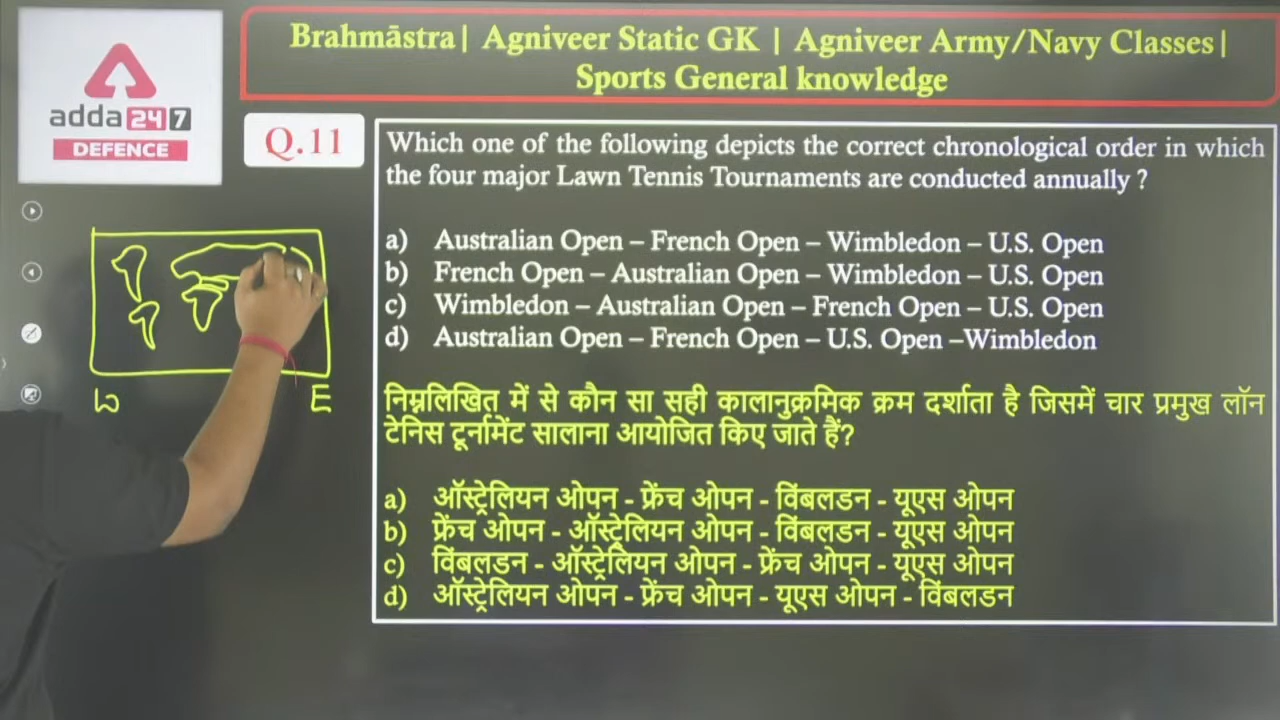 Brahmāstra| Agniveer Static GK | Agniveer Army/Navy Classes|
Sports General knowledge
adda 24 7
DEFENCE
Q.11
Which one of the following depicts the correct chronological order in which
the four major Lawn Tennis Tournaments are conducted annually ?
a) Australian Open – French Open – Wimbledon – U.S. Open
b) French Open – Australian Open – Wimbledon – U.S. Open
c) Wimbledon – Australian Open – French Open – U.S. Open
d) Australian Open – French Open – U.S. Open –Wimbledon
निम्नलिखित में से कौन सा सही कालानुक्रमिक क्रम दर्शाता है जिसमें चार प्रमुख लॉन
टेनिस टूर्नामेंट सालाना आयोजित किए जाते हैं?
a) ऑस्ट्रेलियन ओपन - फ्रेंच ओपन - विंबलडन - यूएस ओपन
b) फ्रेंच ओपन - ऑस्ट्रेलियन ओपन - विंबलडन - यूएस ओपन
c) विंबलडन - ऑस्ट्रेलियन ओपन - फ्रेंच ओपन - यूएस ओपन
d) ऑस्ट्रेलियन ओपन - फ्रेंच ओपन - यूएस ओपन - विंबलडन
W E